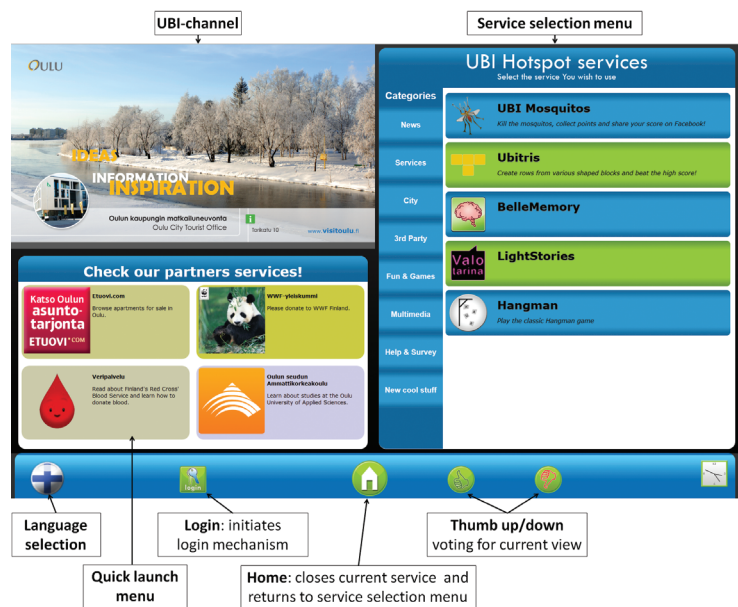 UBI-channel
Service selection menu
OULU
IDEAS
INFORMATION
INSPIRATION
Oulun kaupungin matkailuneuvonta
Oulu City Tourist Office
i
Torikatu 10
www.visitoulu.fi
UBI Hotspot services
Select the service You wish to use
Categories
News
Services
City
3rd Party
Fun & Games
Multimedia
Help & Survey
New cool stuff
UBI Mosquitos
Kill the mosquitos, collect points and share your score on Facebook!
Ubitris
Create rows from various shaped blocks and beat the high score!
BelleMemory
Valo
tarina
LightStories
Hangman
Play the classic Hangman game
Check our partners services!
Katso Oulun
asunto-
tarjonta
ETUOVI.COM
Etuovi.com
Browse apartments for sale in
Oulu.
WWF
WWF-yleiskummi
Please donate to WWF Finland.
Veripalvelu
Read about Finland's Red Cross'
Blood Service and learn how to
donate blood.
Oulun seudun
Ammattikorkeakoulu
Learn about studies at the Oulu
University of Applied Sciences.
login
Language
selection
Login: initiates
login mechanism
Thumb up/down
voting for current view
Quick launch
menu
Home: closes current service and
returns to service selection menu